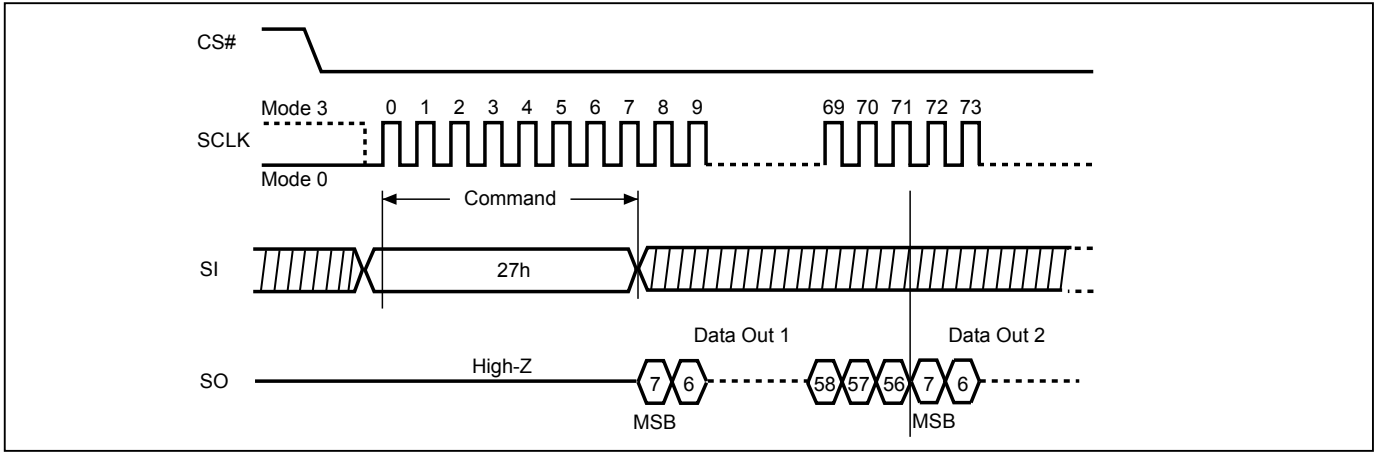 CS#
Mode 3 0 1 2 3 4 5 6 7 8 9 69 70 71 72 73
SCLK
Mode 0
Command
SI 27h
Data Out 1 Data Out 2
High-Z
SO 7 6 58 57 56 7 6
MSB MSB